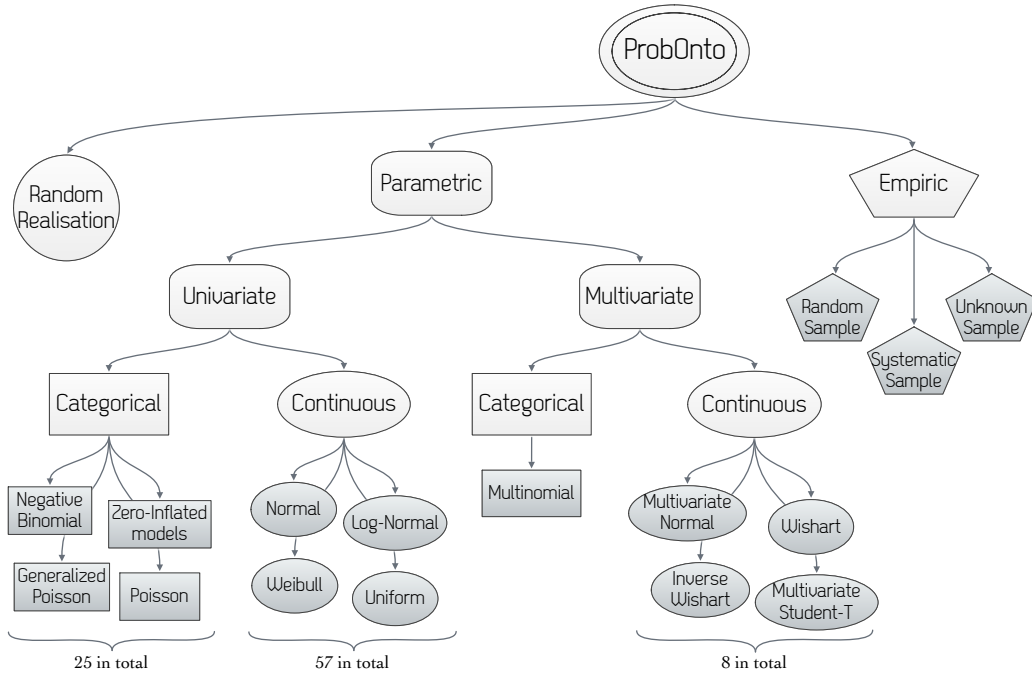 ProbOnto
Random
Realisation
Parametric
Empiric
Univariate
Multivariate
Random
Sample
Unknown
Sample
Systematic
Sample
Categorical
Continuous
Categorical
Continuous
Negative
Binomial
Zero-Inflated
models
Normal
Log-Normal
Multinomial
Multivariate
Normal
Wishart
Generalized
Poisson
Poisson
Weibull
Uniform
Inverse
Wishart
Multivariate
Student-T
25 in total
57 in total
8 in total